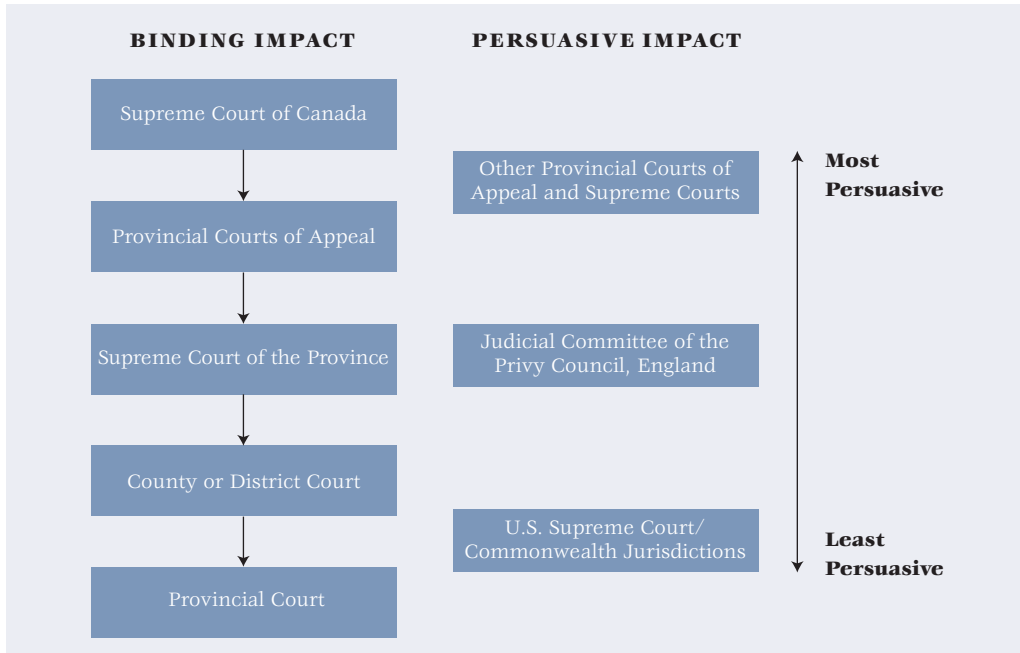 BINDING IMPACT
Supreme Court of Canada
Provincial Courts of Appeal
Supreme Court of the Province
County or District Court
Provincial Court
PERSUASIVE IMPACT
Other Provincial Courts of
Appeal and Supreme Courts
Judicial Committee of the
Privy Council, England
U.S. Supreme Court/
Commonwealth Jurisdictions
Most
Persuasive
Least
Persuasive